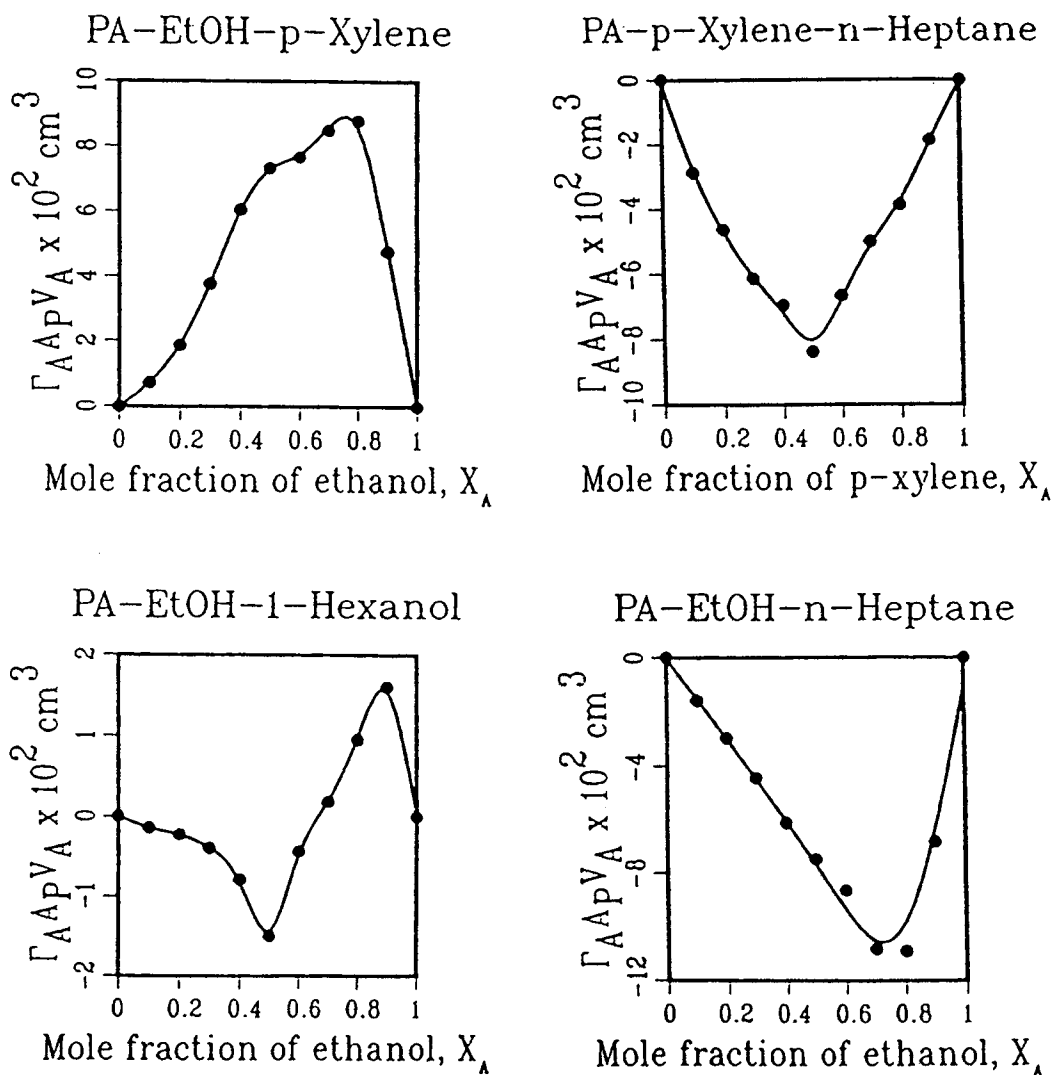 PA-EtOH-p-Xylene
Γ_A A_p V_A x 10^2 cm^3
10
8
6
4
2
0
0 0.2 0.4 0.6 0.8 1
Mole fraction of ethanol, X_A
PA-p-Xylene-n-Heptane
Γ_A A_p V_A x 10^2 cm^3
0
-2
-4
-6
-8
-10
0 0.2 0.4 0.6 0.8 1
Mole fraction of p-xylene, X_A
PA-EtOH-1-Hexanol
Γ_A A_p V_A x 10^2 cm^3
2
1
0
-1
-2
0 0.2 0.4 0.6 0.8 1
Mole fraction of ethanol, X_A
PA-EtOH-n-Heptane
Γ_A A_p V_A x 10^2 cm^3
0
-4
-8
-12
0 0.2 0.4 0.6 0.8 1
Mole fraction of ethanol, X_A